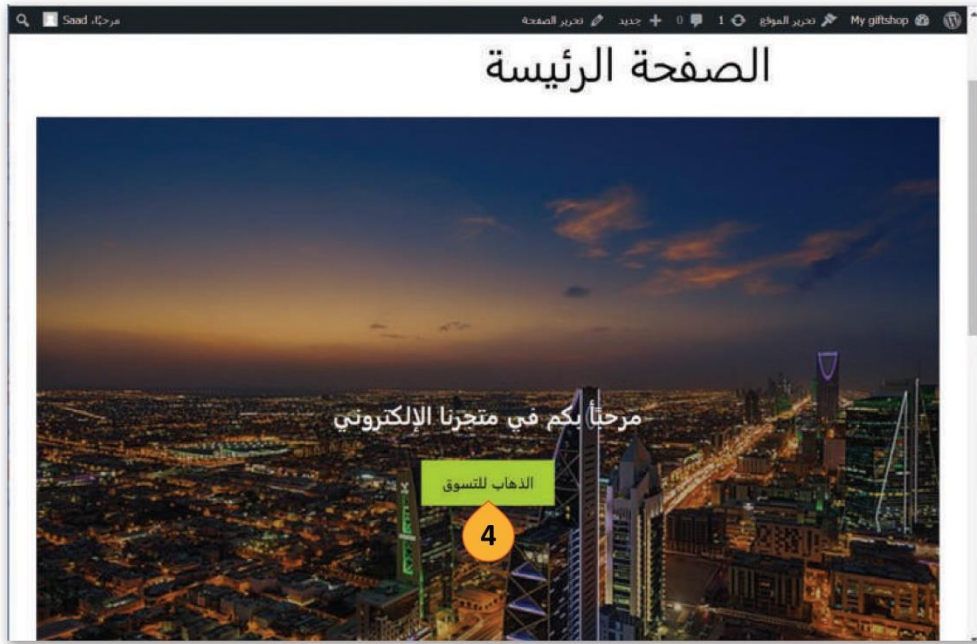 My giftshop تحرير الموقع 1 0 جديد تحرير الصفحة مرحبًا، Saad
الصفحة الرئيسة
مرحبًا بكم في متجرنا الإلكتروني
الذهاب للتسوق
4